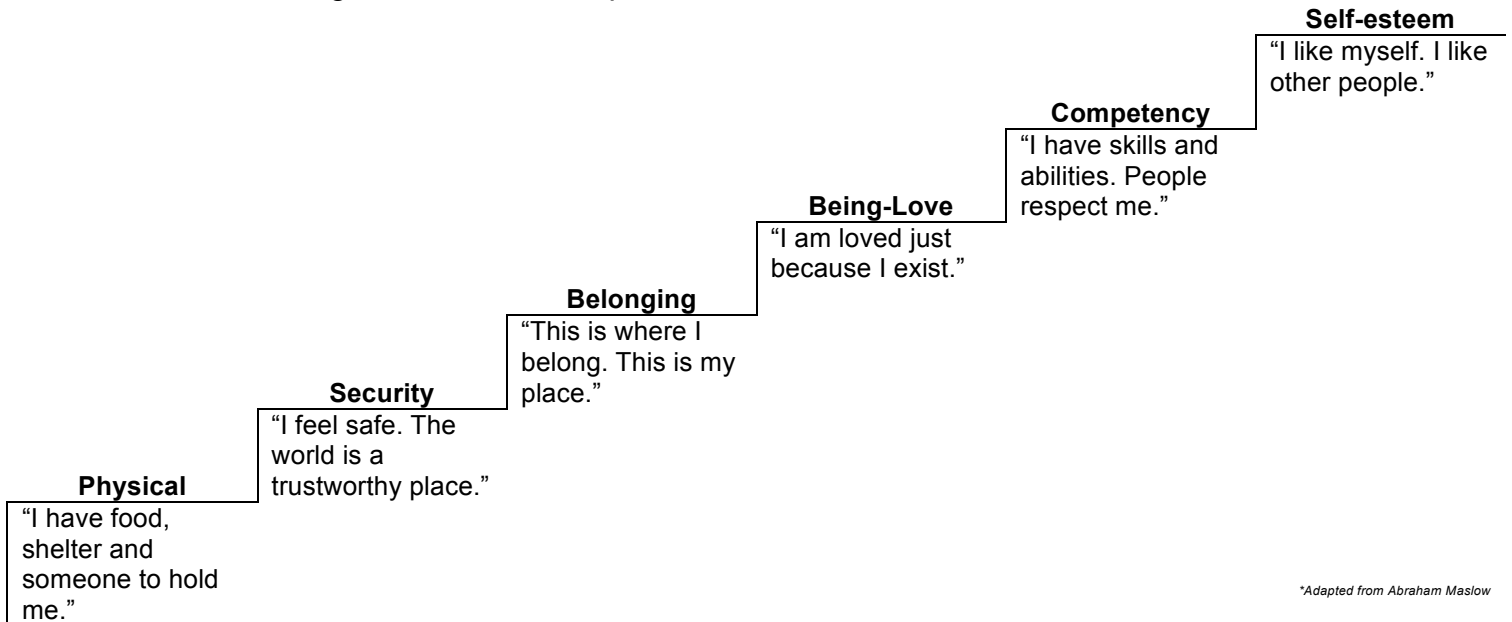 Self-esteem
“I like myself. I like
other people.”
Competency
“I have skills and
abilities. People
respect me.”
Being-Love
“I am loved just
because I exist.”
Belonging
“This is where I
belong. This is my
place.”
Security
“I feel safe. The
world is a
trustworthy place.”
Physical
“I have food,
shelter and
someone to hold
me.”
*Adapted from Abraham Maslow